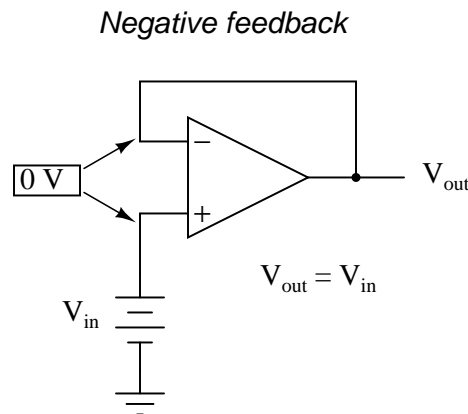 Negative feedback
−
0 V
+
V_out
V_out = V_in
V_in